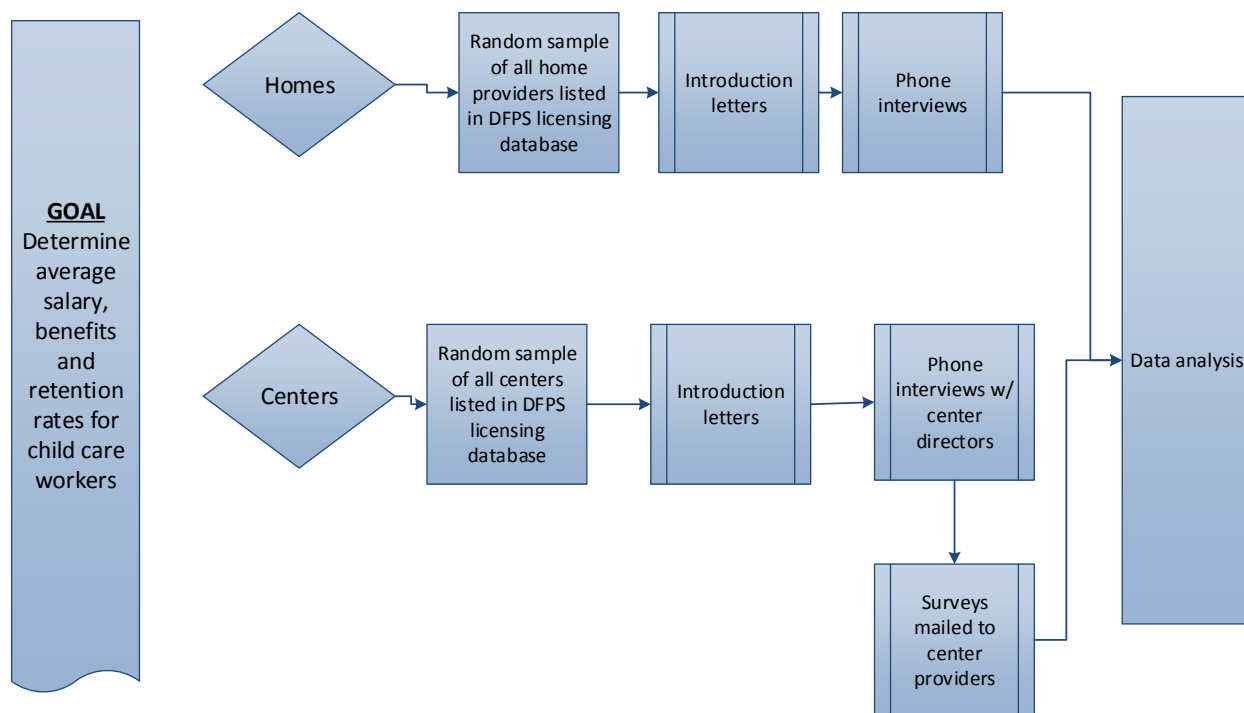 GOAL
Determine
average
salary,
benefits
and
retention
rates for
child care
workers
Homes
Random sample
of all home
providers listed
in DFPS licensing
database
Introduction
letters
Phone
interviews
Centers
Random sample
of all centers
listed in DFPS
licensing
database
Introduction
letters
Phone
interviews w/
center
directors
Surveys
mailed to
center
providers
Data analysis